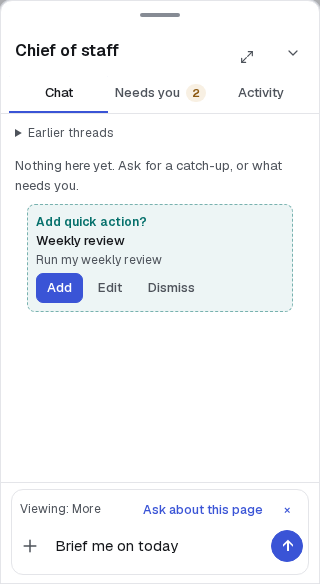 Chief of staff
Chat
Needs you 2
Activity
Earlier threads
Nothing here yet. Ask for a catch-up, or what
needs you.
Add quick action?
Weekly review
Run my weekly review
Add Edit Dismiss
Viewing: More Ask about this page ×
Brief me on today